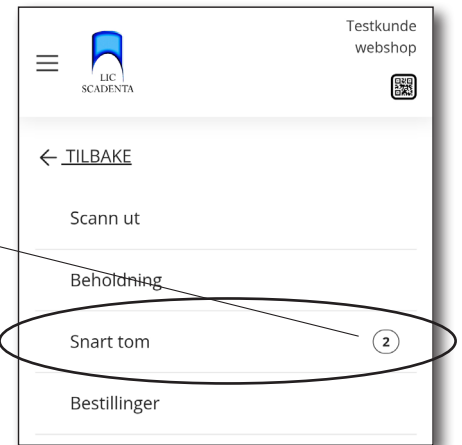 Testkunde
webshop
LIC
SCADENTA
← TILBAKE
Scann ut
Beholdning
Snart tom 2
Bestillinger